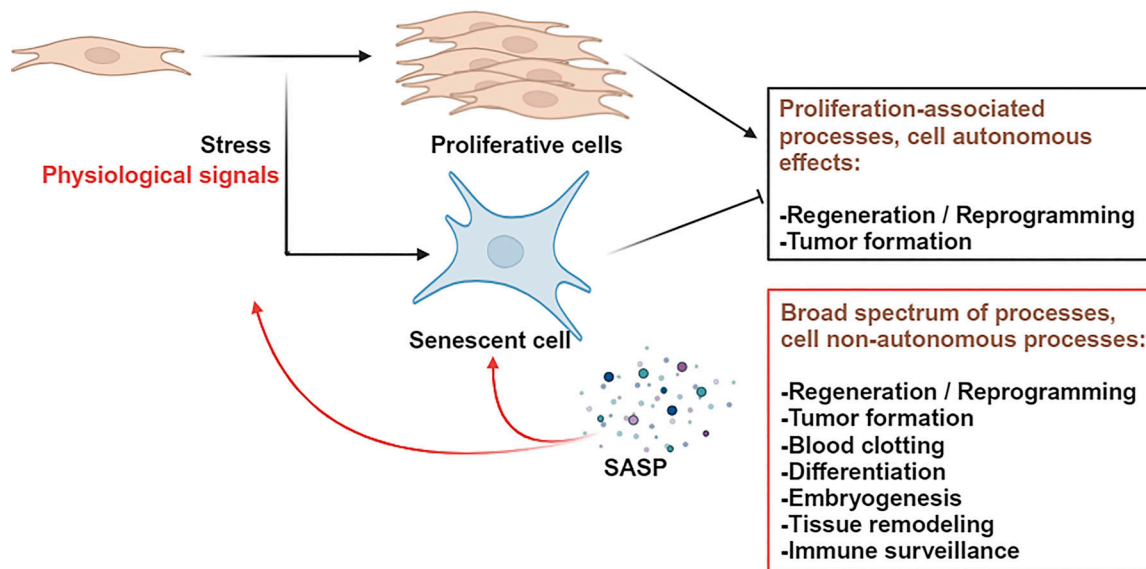 Stress
Physiological signals
Proliferative cells
Senescent cell
SASP
Proliferation-associated
processes, cell autonomous
effects:
-Regeneration / Reprogramming
-Tumor formation
Broad spectrum of processes,
cell non-autonomous processes:
-Regeneration / Reprogramming
-Tumor formation
-Blood clotting
-Differentiation
-Embryogenesis
-Tissue remodeling
-Immune surveillance